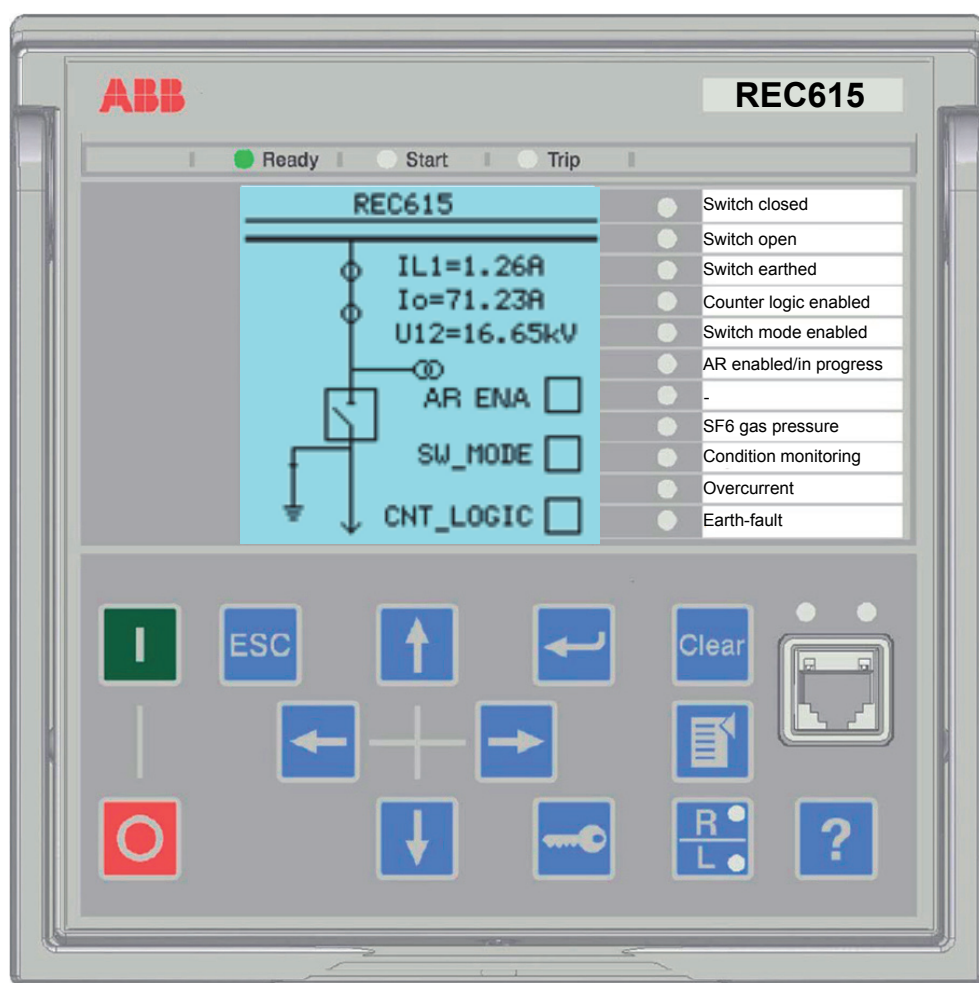 ABB
REC615
Ready Start Trip
REC615
IL1=1.26A
Io=71.23A
U12=16.65kV
AR ENA
SW_MODE
CNT_LOGIC
Switch closed
Switch open
Switch earthed
Counter logic enabled
Switch mode enabled
AR enabled/in progress
-
SF6 gas pressure
Condition monitoring
Overcurrent
Earth-fault
I
ESC
Clear
O
R
L
?